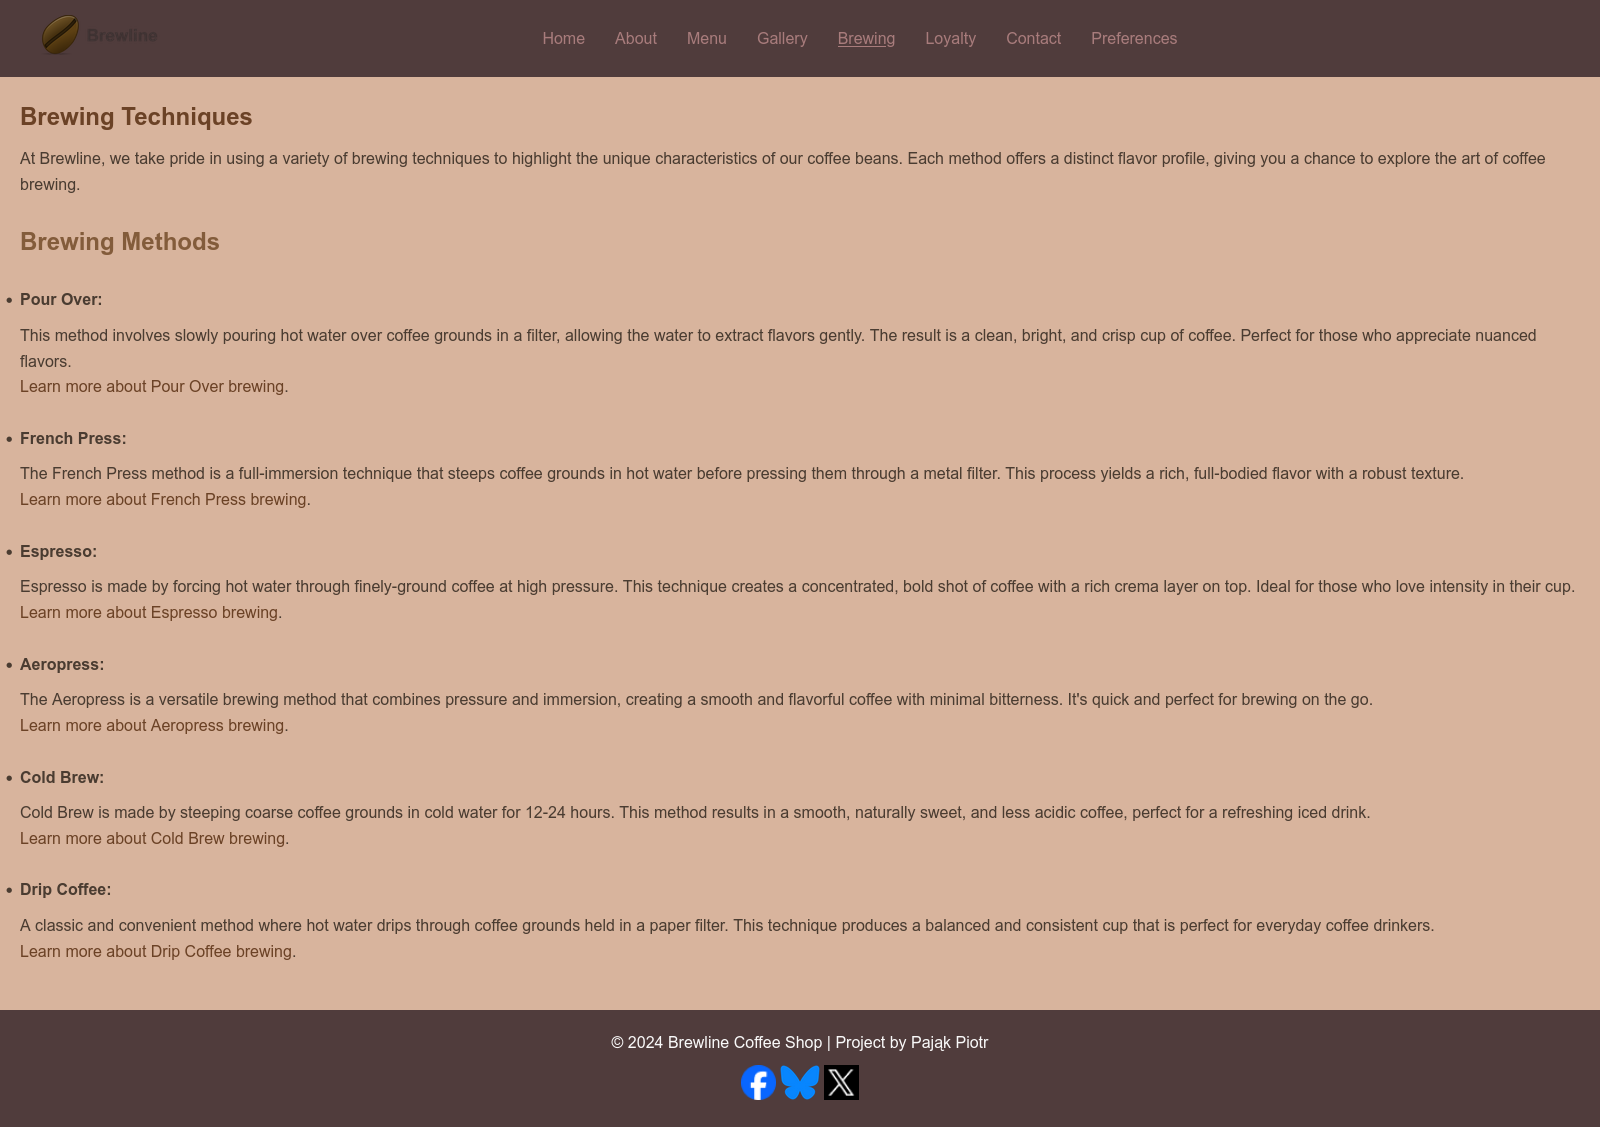 Brewline
Home About Menu Gallery Brewing Loyalty Contact Preferences
Brewing Techniques
At Brewline, we take pride in using a variety of brewing techniques to highlight the unique characteristics of our coffee beans. Each method offers a distinct flavor profile, giving you a chance to explore the art of coffee
brewing.
Brewing Methods
• Pour Over:
This method involves slowly pouring hot water over coffee grounds in a filter, allowing the water to extract flavors gently. The result is a clean, bright, and crisp cup of coffee. Perfect for those who appreciate nuanced
flavors.
Learn more about Pour Over brewing.
• French Press:
The French Press method is a full-immersion technique that steeps coffee grounds in hot water before pressing them through a metal filter. This process yields a rich, full-bodied flavor with a robust texture.
Learn more about French Press brewing.
• Espresso:
Espresso is made by forcing hot water through finely-ground coffee at high pressure. This technique creates a concentrated, bold shot of coffee with a rich crema layer on top. Ideal for those who love intensity in their cup.
Learn more about Espresso brewing.
• Aeropress:
The Aeropress is a versatile brewing method that combines pressure and immersion, creating a smooth and flavorful coffee with minimal bitterness. It's quick and perfect for brewing on the go.
Learn more about Aeropress brewing.
• Cold Brew:
Cold Brew is made by steeping coarse coffee grounds in cold water for 12-24 hours. This method results in a smooth, naturally sweet, and less acidic coffee, perfect for a refreshing iced drink.
Learn more about Cold Brew brewing.
• Drip Coffee:
A classic and convenient method where hot water drips through coffee grounds held in a paper filter. This technique produces a balanced and consistent cup that is perfect for everyday coffee drinkers.
Learn more about Drip Coffee brewing.
© 2024 Brewline Coffee Shop | Project by Pająk Piotr